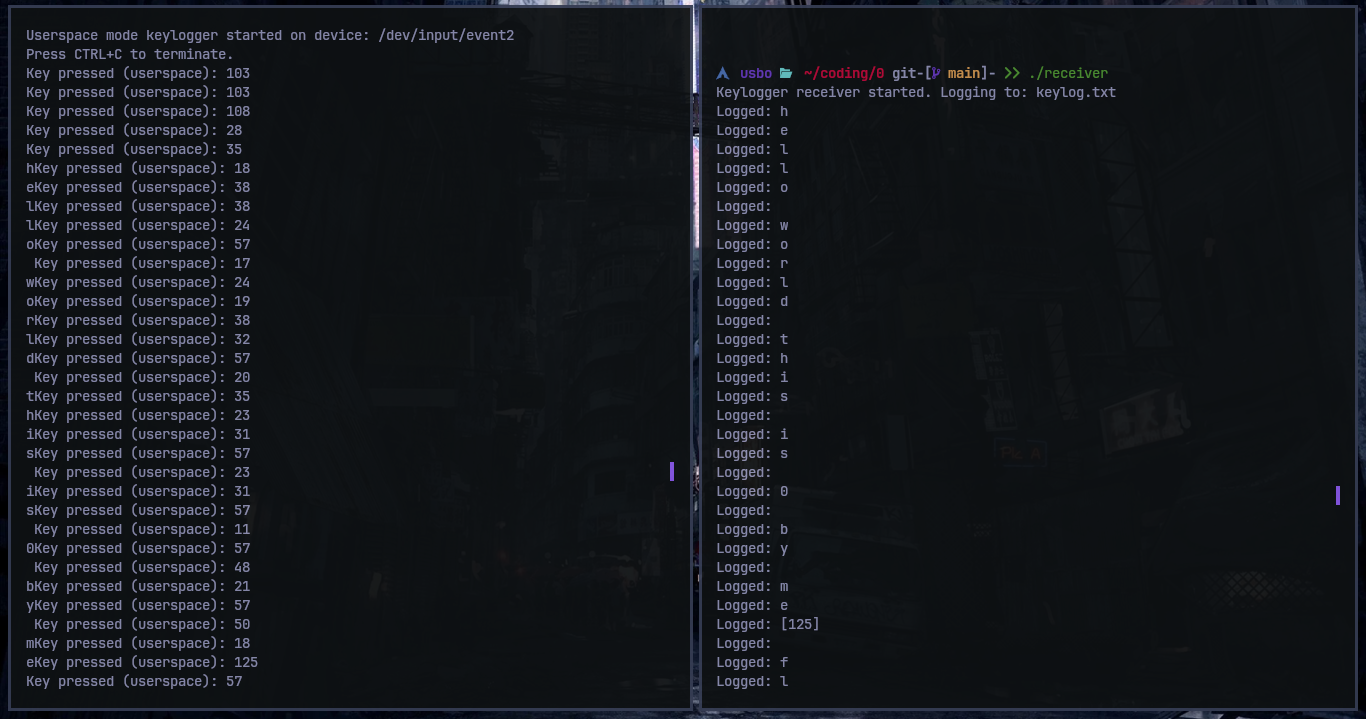 Userspace mode keylogger started on device: /dev/input/event2
Press CTRL+C to terminate.
Key pressed (userspace): 103
Key pressed (userspace): 103
Key pressed (userspace): 108
Key pressed (userspace): 28
Key pressed (userspace): 35
hKey pressed (userspace): 18
eKey pressed (userspace): 38
lKey pressed (userspace): 38
lKey pressed (userspace): 24
oKey pressed (userspace): 57
 Key pressed (userspace): 17
wKey pressed (userspace): 24
oKey pressed (userspace): 19
rKey pressed (userspace): 38
lKey pressed (userspace): 32
dKey pressed (userspace): 57
 Key pressed (userspace): 20
tKey pressed (userspace): 35
hKey pressed (userspace): 23
iKey pressed (userspace): 31
sKey pressed (userspace): 57
 Key pressed (userspace): 23
iKey pressed (userspace): 31
sKey pressed (userspace): 57
 Key pressed (userspace): 11
0Key pressed (userspace): 57
 Key pressed (userspace): 48
bKey pressed (userspace): 21
yKey pressed (userspace): 57
 Key pressed (userspace): 50
mKey pressed (userspace): 18
eKey pressed (userspace): 125
Key pressed (userspace): 57
usbo ~/coding/0 git-[ main]- >> ./receiver
Keylogger receiver started. Logging to: keylog.txt
Logged: h
Logged: e
Logged: l
Logged: l
Logged: o
Logged:
Logged: w
Logged: o
Logged: r
Logged: l
Logged: d
Logged:
Logged: t
Logged: h
Logged: i
Logged: s
Logged:
Logged: i
Logged: s
Logged:
Logged: 0
Logged:
Logged: b
Logged: y
Logged:
Logged: m
Logged: e
Logged: [125]
Logged:
Logged: f
Logged: l